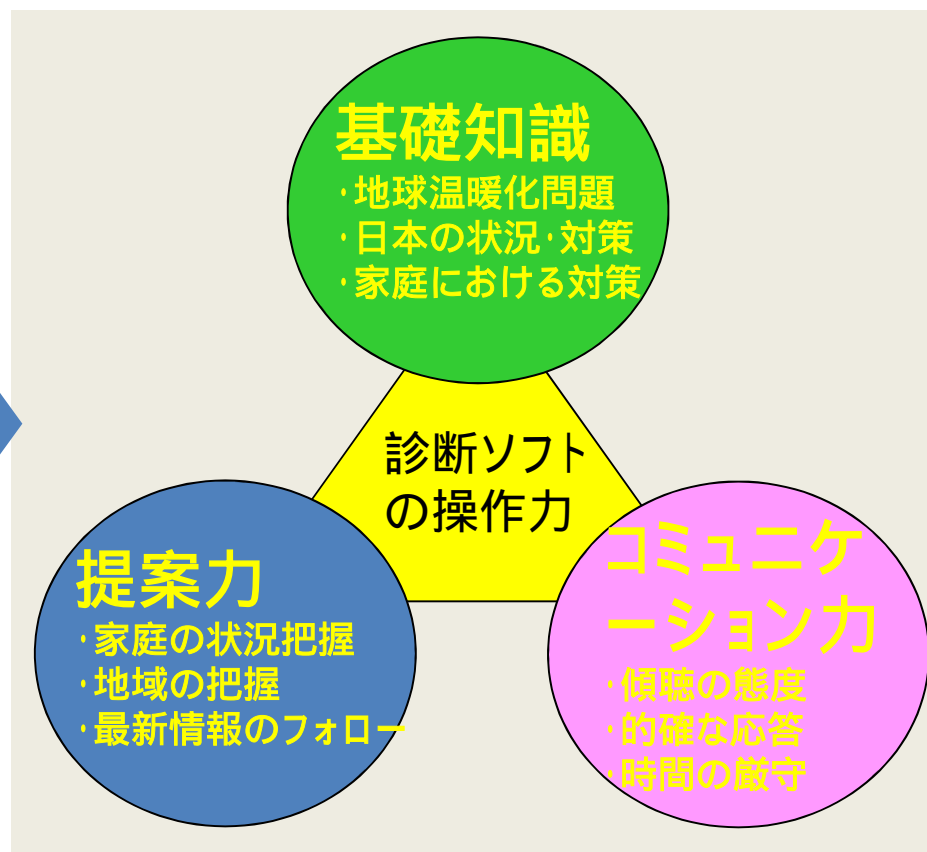 基礎知識
・地球温暖化問題
・日本の状況・対策
・家庭における対策
診断ソフト
の操作力
提案力
・家庭の状況把握
・地域の把握
・最新情報のフォロー
コミュニケ
ーション力
・傾聴の態度
・的確な応答
・時間の厳守